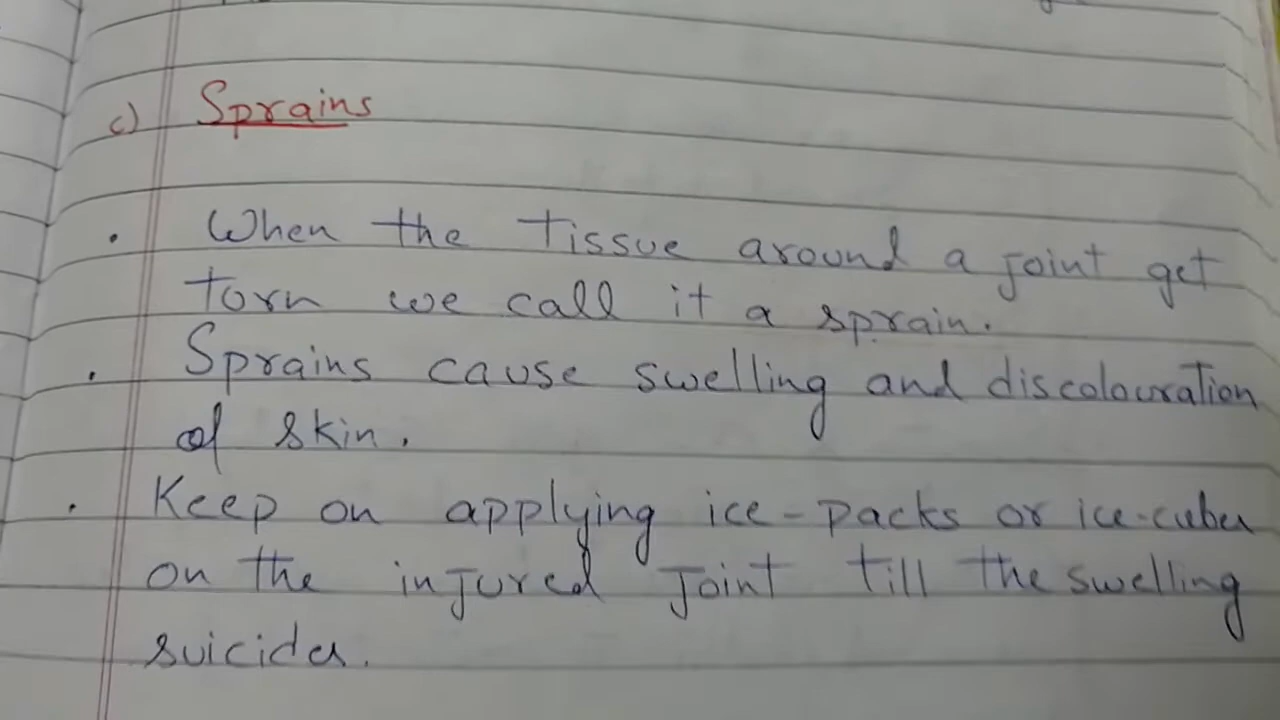 c) Sprains
• When the tissue around a joint get
torn we call it a sprain.
• Sprains cause swelling and discolouration
of skin.
• Keep on applying ice-packs or ice-cubes
on the injured joint till the swelling
suicides.